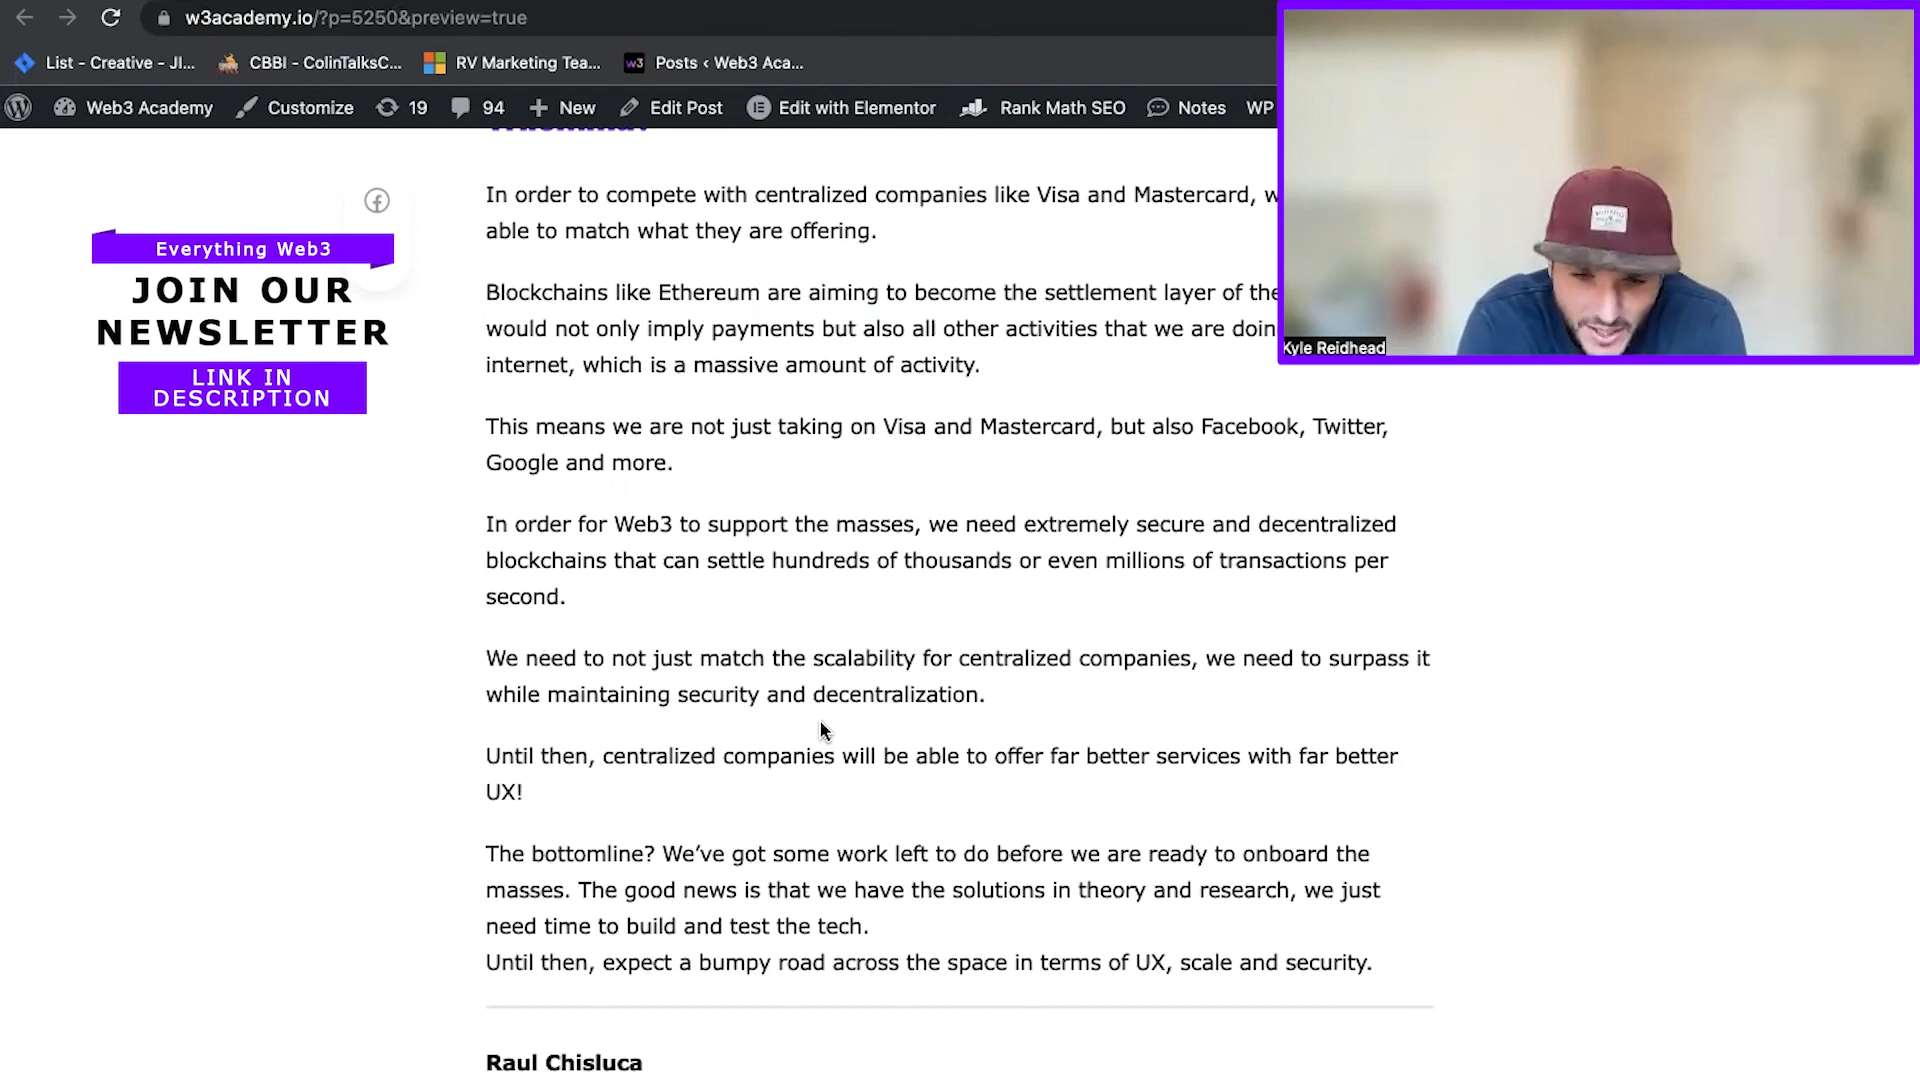 w3academy.io/?p=5250&preview=true
List - Creative - JI...
CBBI - ColinTalksC...
RV Marketing Tea...
w3
Posts ‹ Web3 Aca...
Web3 Academy
Customize
19
94
New
Edit Post
Edit with Elementor
Rank Math SEO
Notes
WP
Kyle Reidhead
Everything Web3
JOIN OUR
NEWSLETTER
LINK IN
DESCRIPTION
In order to compete with centralized companies like Visa and Mastercard, w
able to match what they are offering.
Blockchains like Ethereum are aiming to become the settlement layer of the
would not only imply payments but also all other activities that we are doin
internet, which is a massive amount of activity.
This means we are not just taking on Visa and Mastercard, but also Facebook, Twitter,
Google and more.
In order for Web3 to support the masses, we need extremely secure and decentralized
blockchains that can settle hundreds of thousands or even millions of transactions per
second.
We need to not just match the scalability for centralized companies, we need to surpass it
while maintaining security and decentralization.
Until then, centralized companies will be able to offer far better services with far better
UX!
The bottomline? We’ve got some work left to do before we are ready to onboard the
masses. The good news is that we have the solutions in theory and research, we just
need time to build and test the tech.
Until then, expect a bumpy road across the space in terms of UX, scale and security.
Raul Chisluca